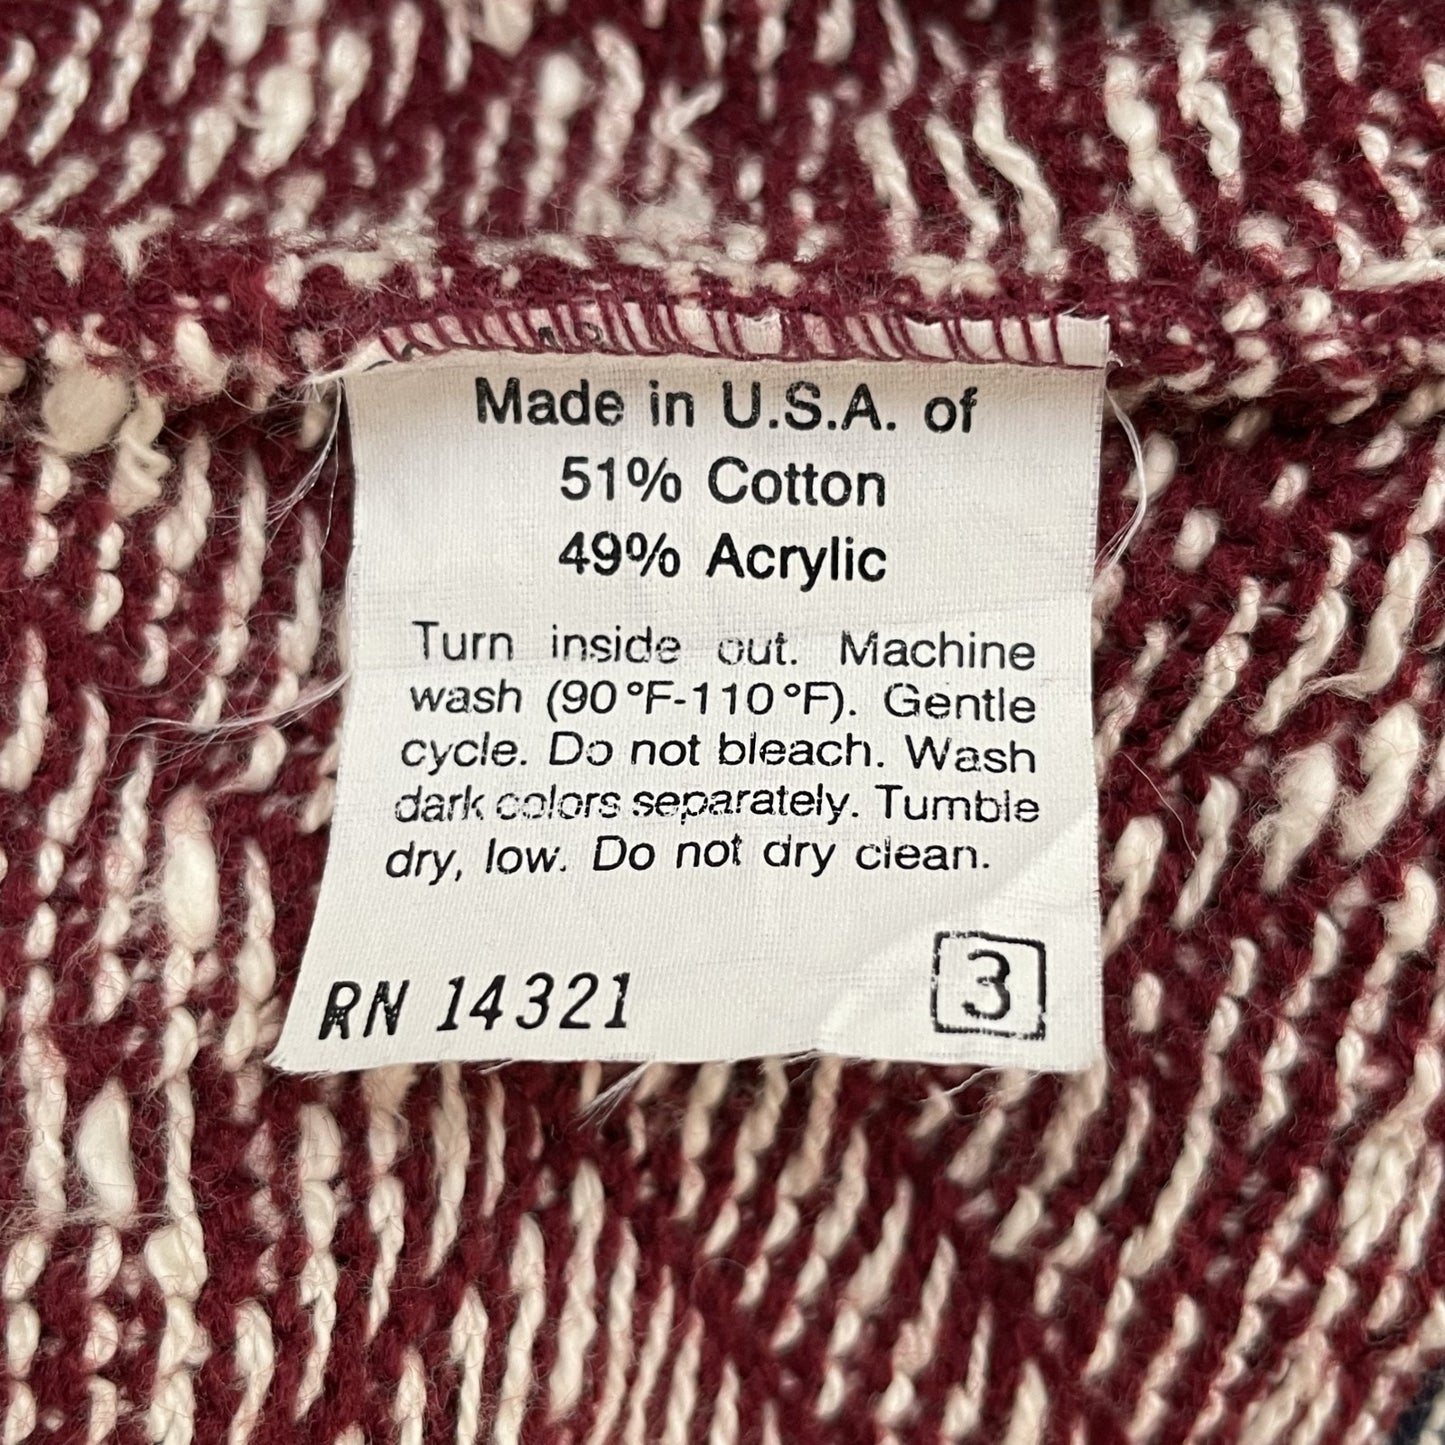 Made in U.S.A. of
51% Cotton
49% Acrylic
Turn inside out. Machine
wash (90°F-110°F). Gentle
cycle. Do not bleach. Wash
dark colors separately. Tumble
dry, low. Do not dry clean.
RN 14321
3